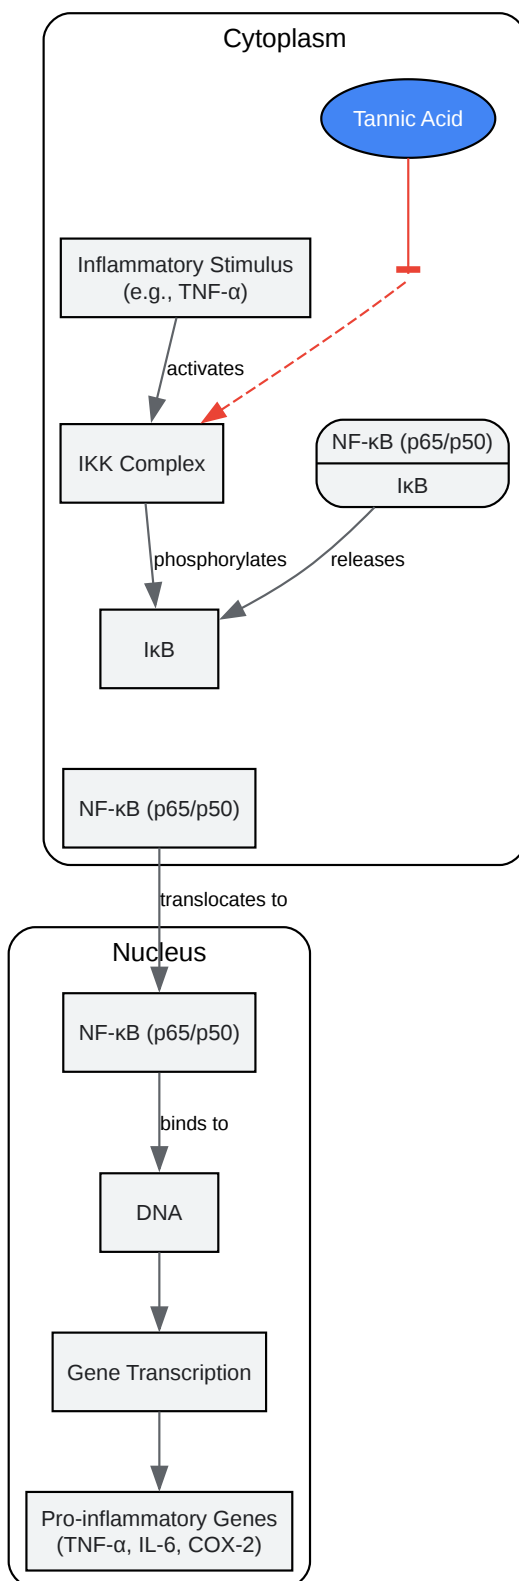 Cytoplasm
Tannic Acid
Inflammatory Stimulus
(e.g., TNF-α)
activates
IKK Complex
NF-κB (p65/p50)
IκB
phosphorylates
releases
IκB
NF-κB (p65/p50)
translocates to
Nucleus
NF-κB (p65/p50)
binds to
DNA
Gene Transcription
Pro-inflammatory Genes
(TNF-α, IL-6, COX-2)